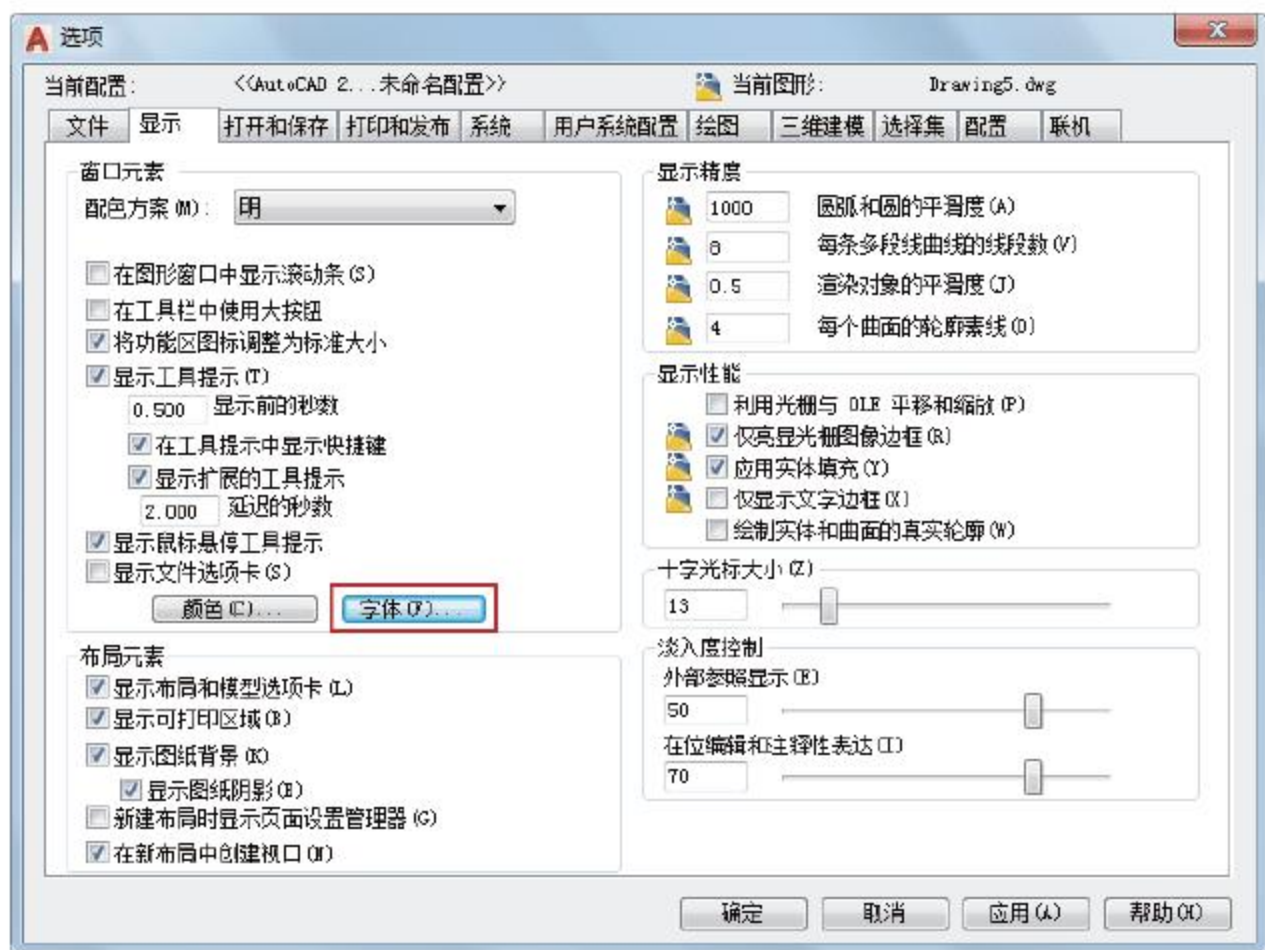 选项
当前配置: <<AutoCAD 2...未命名配置>> 当前图形: Drawing5.dwg
文件 显示 打开和保存 打印和发布 系统 用户系统配置 绘图 三维建模 选择集 配置 联机
窗口元素
配色方案(M): 明
在图形窗口中显示滚动条(S)
在工具栏中使用大按钮
将功能区图标调整为标准大小
显示工具提示(T)
0.500 显示前的秒数
在工具提示中显示快捷键
显示扩展的工具提示
2.000 延迟的秒数
显示鼠标悬停工具提示
显示文件选项卡(S)
颜色(C)... 字体(F)...
布局元素
显示布局和模型选项卡(L)
显示可打印区域(B)
显示图纸背景(K)
显示图纸阴影(E)
新建布局时显示页面设置管理器(G)
在新布局中创建视口(N)
显示精度
1000 圆弧和圆的平滑度(A)
8 每条多段线曲线的线段数(V)
0.5 渲染对象的平滑度(J)
4 每个曲面的轮廓素线(O)
显示性能
利用光栅与 OLE 平移和缩放(P)
仅亮显光栅图像边框(R)
应用实体填充(Y)
仅显示文字边框(X)
绘制实体和曲面的真实轮廓(W)
十字光标大小(Z)
13
淡入度控制
外部参照显示(E)
50
在位编辑和注释性表达(I)
70
确定 取消 应用(A) 帮助(H)